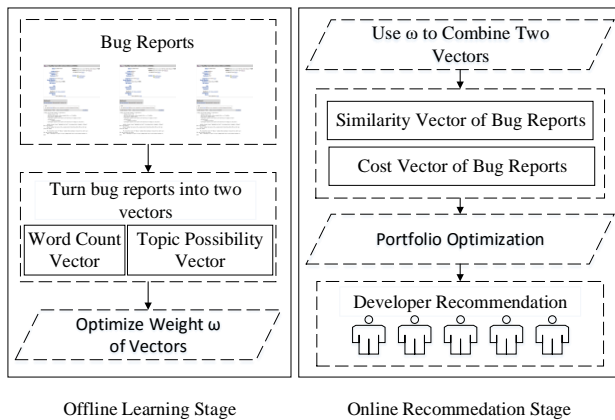 Bug Reports
Turn bug reports into two
vectors
Word Count
Vector
Topic Possibility
Vector
Optimize Weight ω
of Vectors
Offline Learning Stage
Use ω to Combine Two
Vectors
Similarity Vector of Bug Reports
Cost Vector of Bug Reports
Portfolio Optimization
Developer Recommendation
Online Recommedation Stage